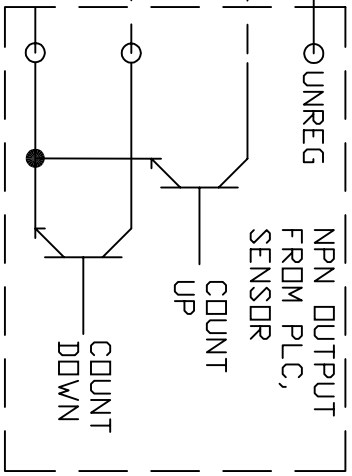 UNREG
NPN OUTPUT
FROM PLC,
SENSOR
COUNT
UP
COUNT
DOWN